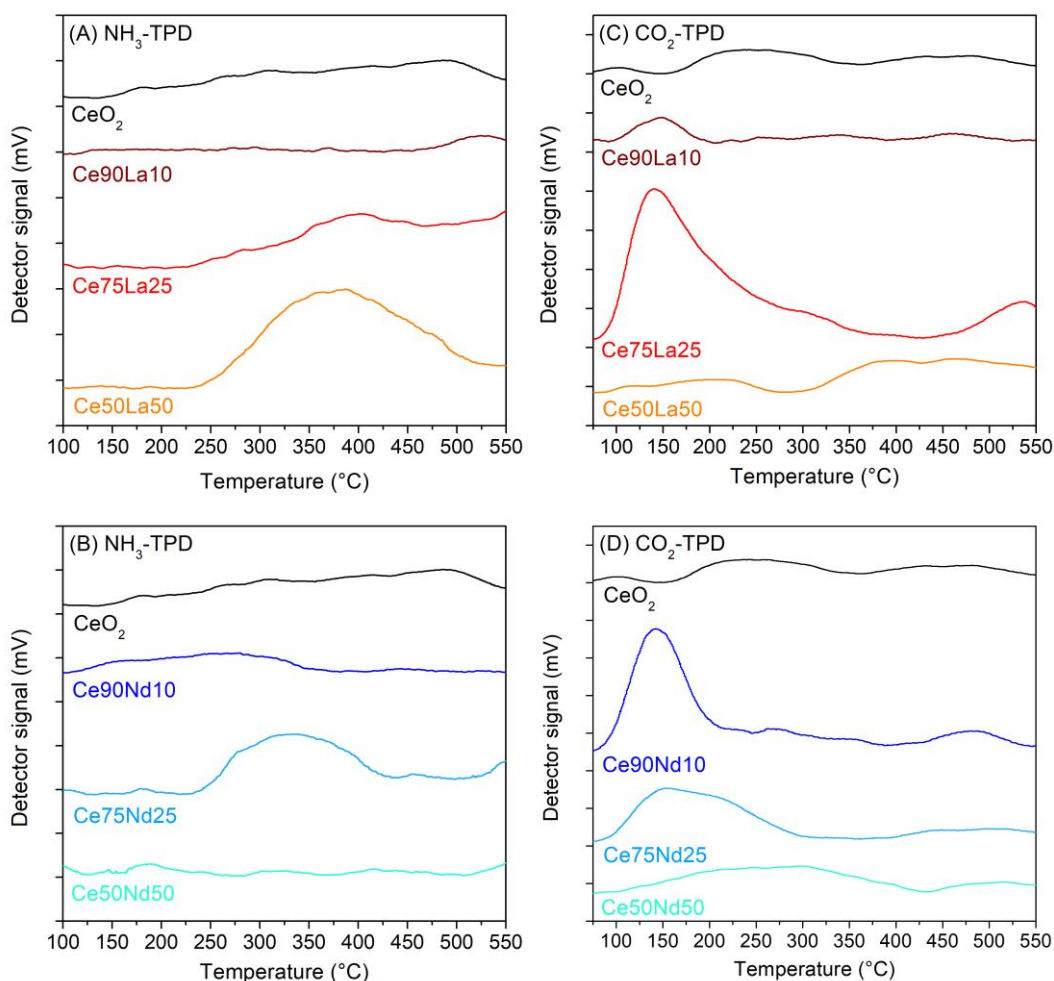 (A) NH₃-TPD
CeO₂
Ce90La10
Ce75La25
Ce50La50
Detector signal (mV)
100 150 200 250 300 350 400 450 500 550
Temperature (°C)
(C) CO₂-TPD
CeO₂
Ce90La10
Ce75La25
Ce50La50
Detector signal (mV)
100 150 200 250 300 350 400 450 500 550
Temperature (°C)
(B) NH₃-TPD
CeO₂
Ce90Nd10
Ce75Nd25
Ce50Nd50
Detector signal (mV)
100 150 200 250 300 350 400 450 500 550
Temperature (°C)
(D) CO₂-TPD
CeO₂
Ce90Nd10
Ce75Nd25
Ce50Nd50
Detector signal (mV)
100 150 200 250 300 350 400 450 500 550
Temperature (°C)